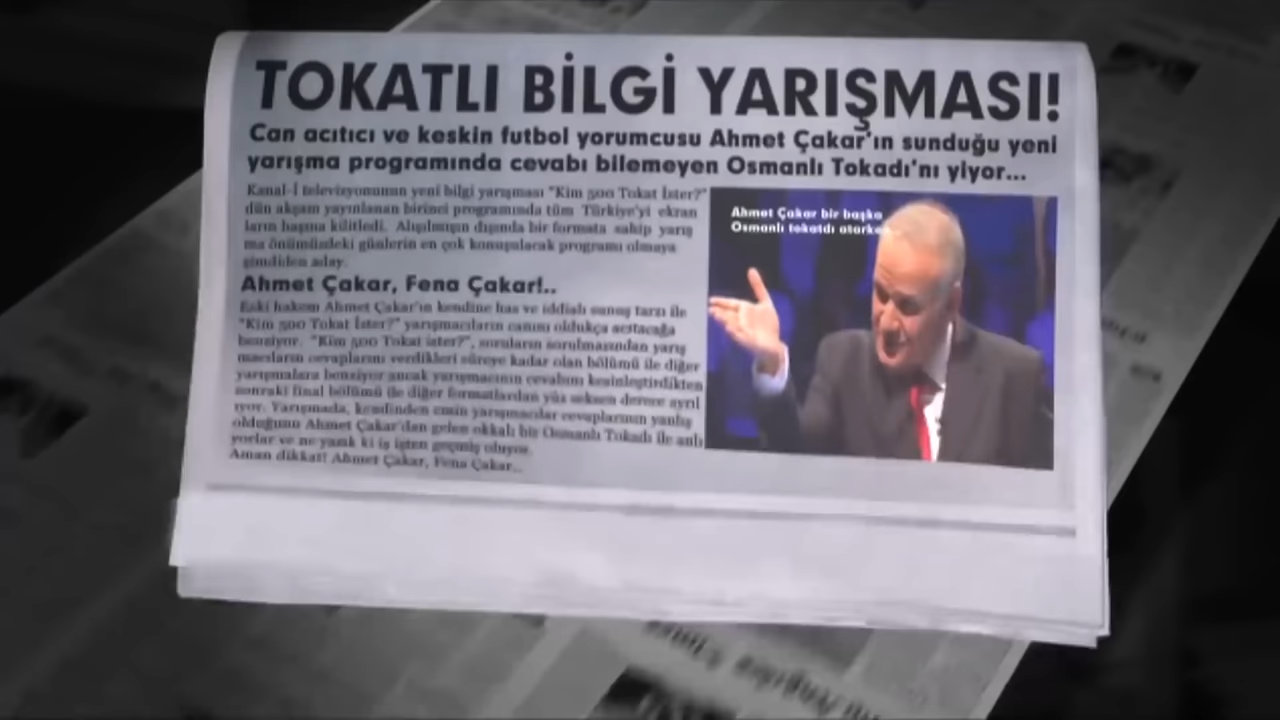 TOKATLI BİLGİ YARIŞMASI!
Can acıtıcı ve keskin futbol yorumcusu Ahmet Çakar'ın sunduğu yeni
yarışma programında cevabı bilemeyen Osmanlı Tokadı'nı yiyor...
Kanal-İ televizyonunun yeni bilgi yarışması "Kim 500 Tokat İster?"
dün akşam yayınlanan birinci programında tüm Türkiye'yi ekran
ların başına kilitledi. Alışılmışın dışında bir formata sahip yarış
ma önümüzdeki günlerin en çok konuşulacak programı olmaya
şimdiden aday.
Ahmet Çakar bir başka
Osmanlı tokatdı atarken
Ahmet Çakar, Fena Çakar!..
Eski hakem Ahmet Çakar'ın kendine has ve iddialı sunuş tarzı ile
"Kim 500 Tokat İster?" yarışmacıların canını oldukça acıtacağa
benziyor. "Kim 500 Tokat ister?", soruların sorulmasından yarış
macıların cevaplarını verdikleri süreye kadar olan bölümü ile diğer
yarışmalara benziyor ancak yarışmacının cevabını kesinleştirdikten
sonraki final bölümü ile diğer formatlardan yüz seksen derece ayrıl
ıyor. Yarışmada, kendinden emin yarışmacılar cevaplarının yanlış
olduğunu Ahmet Çakar'dan gelen okkalı bir Osmanlı Tokadı ile anlı
yorlar ve ne yazık ki iş işten geçmiş oluyor.
Aman dikkat! Ahmet Çakar, Fena Çakar...